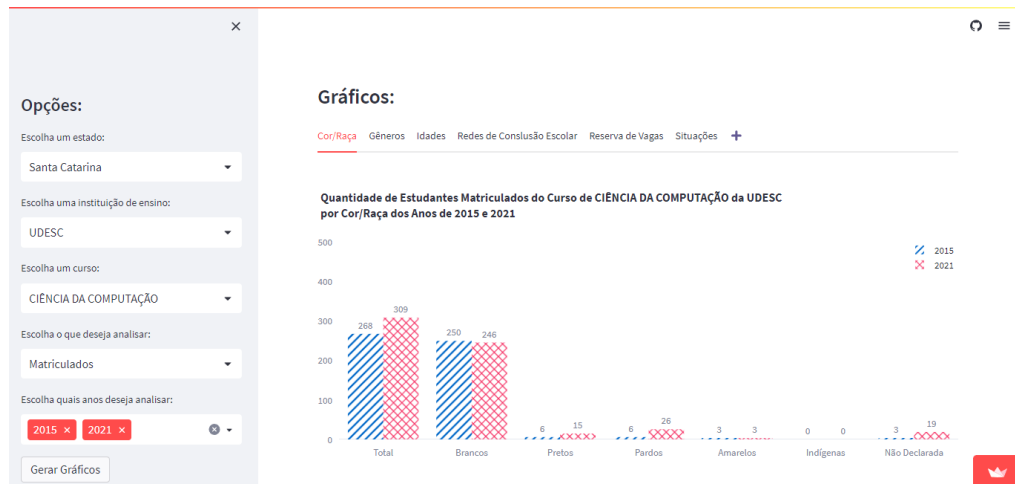 Opções:
Escolha um estado:
Santa Catarina
Escolha uma instituição de ensino:
UDESC
Escolha um curso:
CIÊNCIA DA COMPUTAÇÃO
Escolha o que deseja analisar:
Matriculados
Escolha quais anos deseja analisar:
2015 × 2021 ×
Gerar Gráficos
Gráficos:
Cor/Raça Gêneros Idades Redes de Conslusão Escolar Reserva de Vagas Situações +
Quantidade de Estudantes Matriculados do Curso de CIÊNCIA DA COMPUTAÇÃO da UDESC
por Cor/Raça dos Anos de 2015 e 2021
2015
2021
500
400
300
200
100
0
268 309 250 246 6 15 6 26 3 3 0 0 3 19
Total Brancos Pretos Pardos Amarelos Indígenas Não Declarada